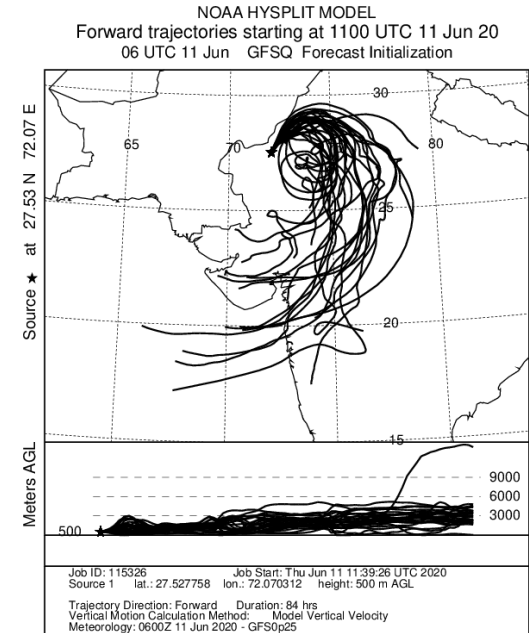 NOAA HYSPLIT MODEL
Forward trajectories starting at 1100 UTC 11 Jun 20
06 UTC 11 Jun GFSQ Forecast Initialization
Source ★ at 27.53 N 72.07 E
30
65
70
80
25
20
15
Meters AGL
9000
6000
3000
500
Job ID: 115326 Job Start: Thu Jun 11 11:39:26 UTC 2020
Source 1 lat.: 27.527758 lon.: 72.070312 height: 500 m AGL
Trajectory Direction: Forward Duration: 84 hrs
Vertical Motion Calculation Method: Model Vertical Velocity
Meteorology: 0600Z 11 Jun 2020 - GFS0p25